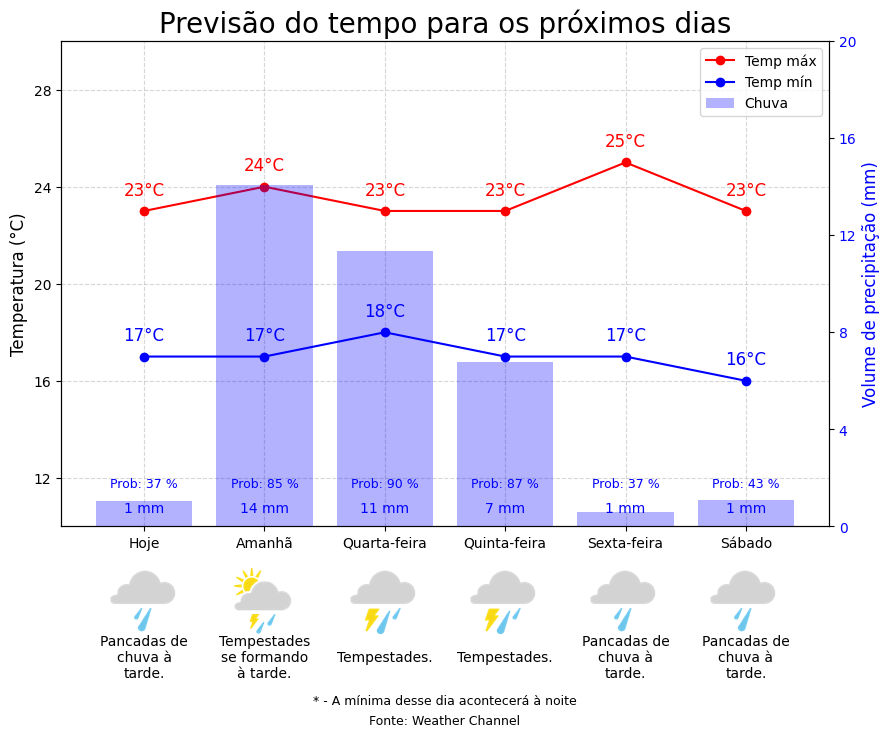 Previsão do tempo para os próximos dias
Temperatura (°C)
28
24
20
16
12
20
16
12
8
4
0
Volume de precipitação (mm)
Temp máx
Temp mín
Chuva
23°C
24°C
23°C
23°C
25°C
23°C
17°C
17°C
18°C
17°C
17°C
16°C
Prob: 37 %
Prob: 85 %
Prob: 90 %
Prob: 87 %
Prob: 37 %
Prob: 43 %
1 mm
14 mm
11 mm
7 mm
1 mm
1 mm
Hoje
Amanhã
Quarta-feira
Quinta-feira
Sexta-feira
Sábado
Pancadas de
chuva à
tarde.
Tempestades
se formando
à tarde.
Tempestades.
Tempestades.
Pancadas de
chuva à
tarde.
Pancadas de
chuva à
tarde.
* - A mínima desse dia acontecerá à noite
Fonte: Weather Channel